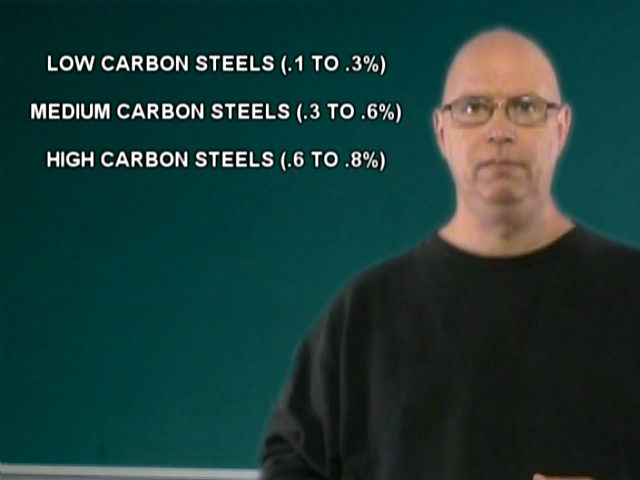 LOW CARBON STEELS (.1 TO .3%)
MEDIUM CARBON STEELS (.3 TO .6%)
HIGH CARBON STEELS (.6 TO .8%)